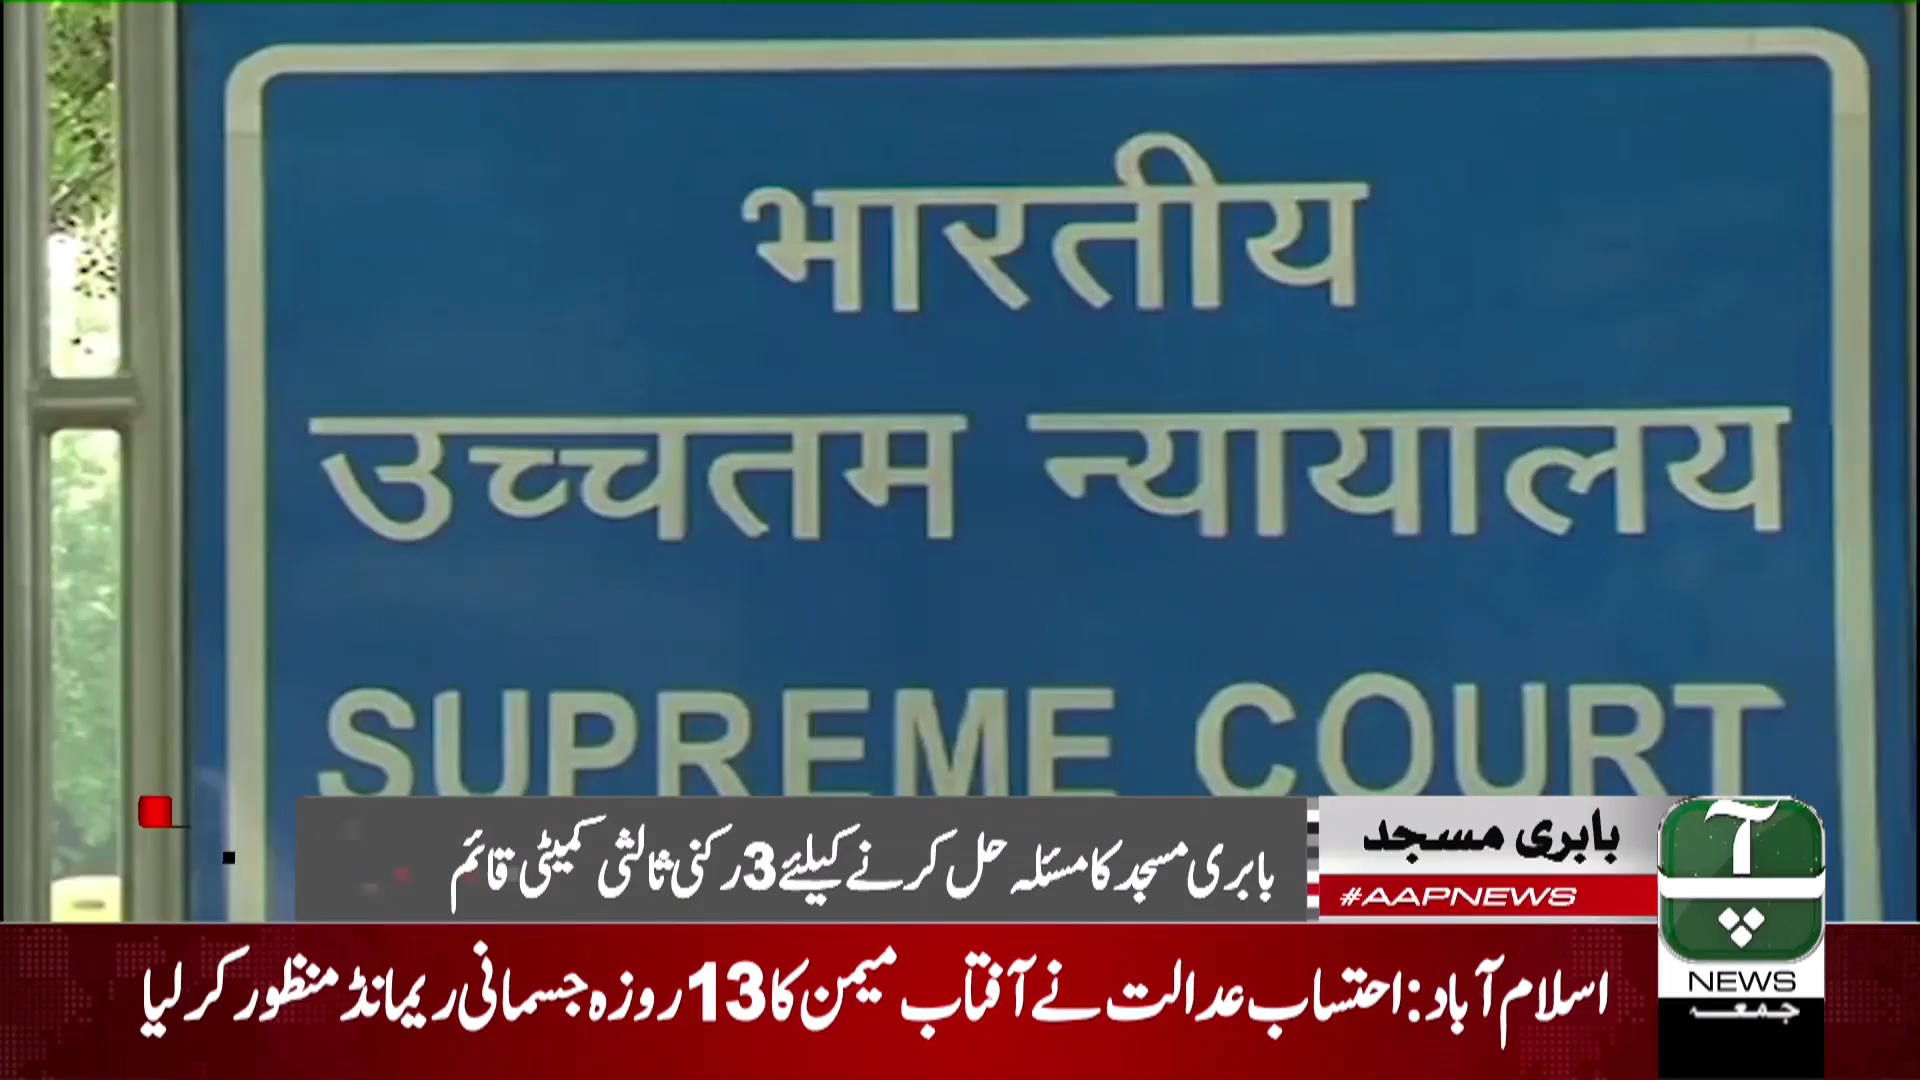 भारतीय
उच्चतम न्यायालय
SUPREME COURT
بابری مسجد
بابری مسجد کا مسئلہ حل کرنے کیلئے 3 رکنی ثالثی کمیٹی قائم
#AAPNEWS
آپ
NEWS
جمعہ
اسلام آباد: احتساب عدالت نے آفتاب میمن کا 13 روزہ جسمانی ریمانڈ منظور کر لیا